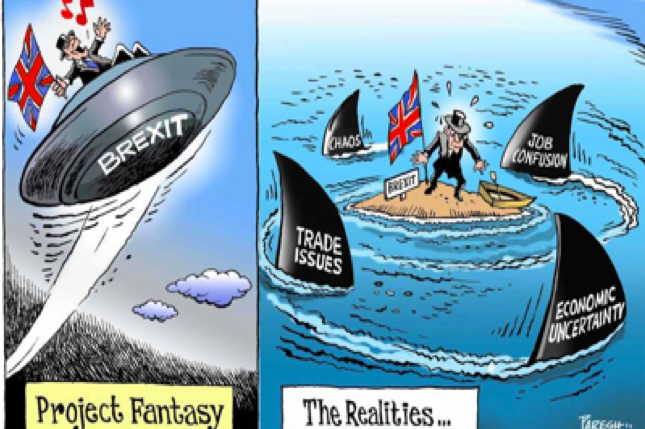 BREXIT
Project Fantasy
CHAOS
JOB
CONFUSION
BREXIT
TRADE
ISSUES
ECONOMIC
UNCERTAINTY
The Realities...
PARESH